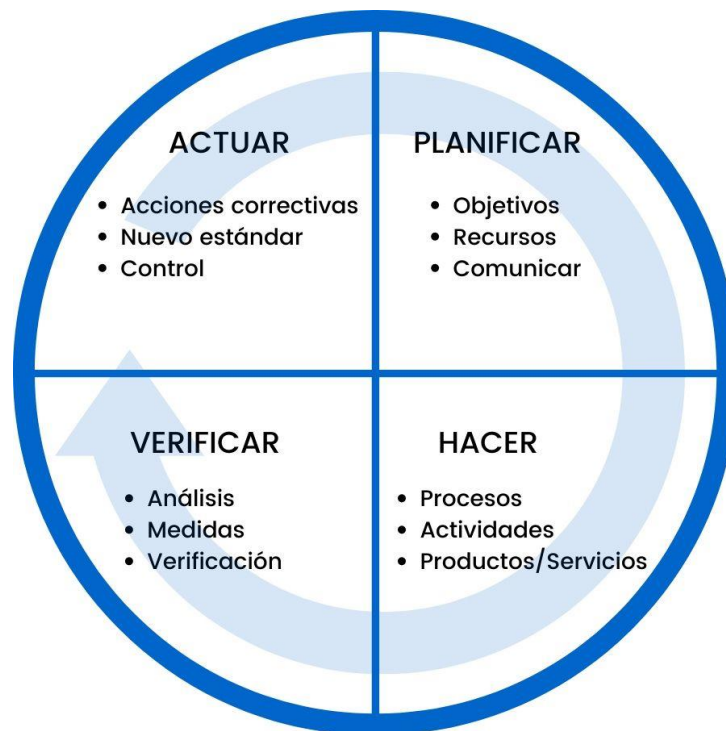 ACTUAR
• Acciones correctivas
• Nuevo estándar
• Control
PLANIFICAR
• Objetivos
• Recursos
• Comunicar
VERIFICAR
• Análisis
• Medidas
• Verificación
HACER
• Procesos
• Actividades
• Productos/Servicios